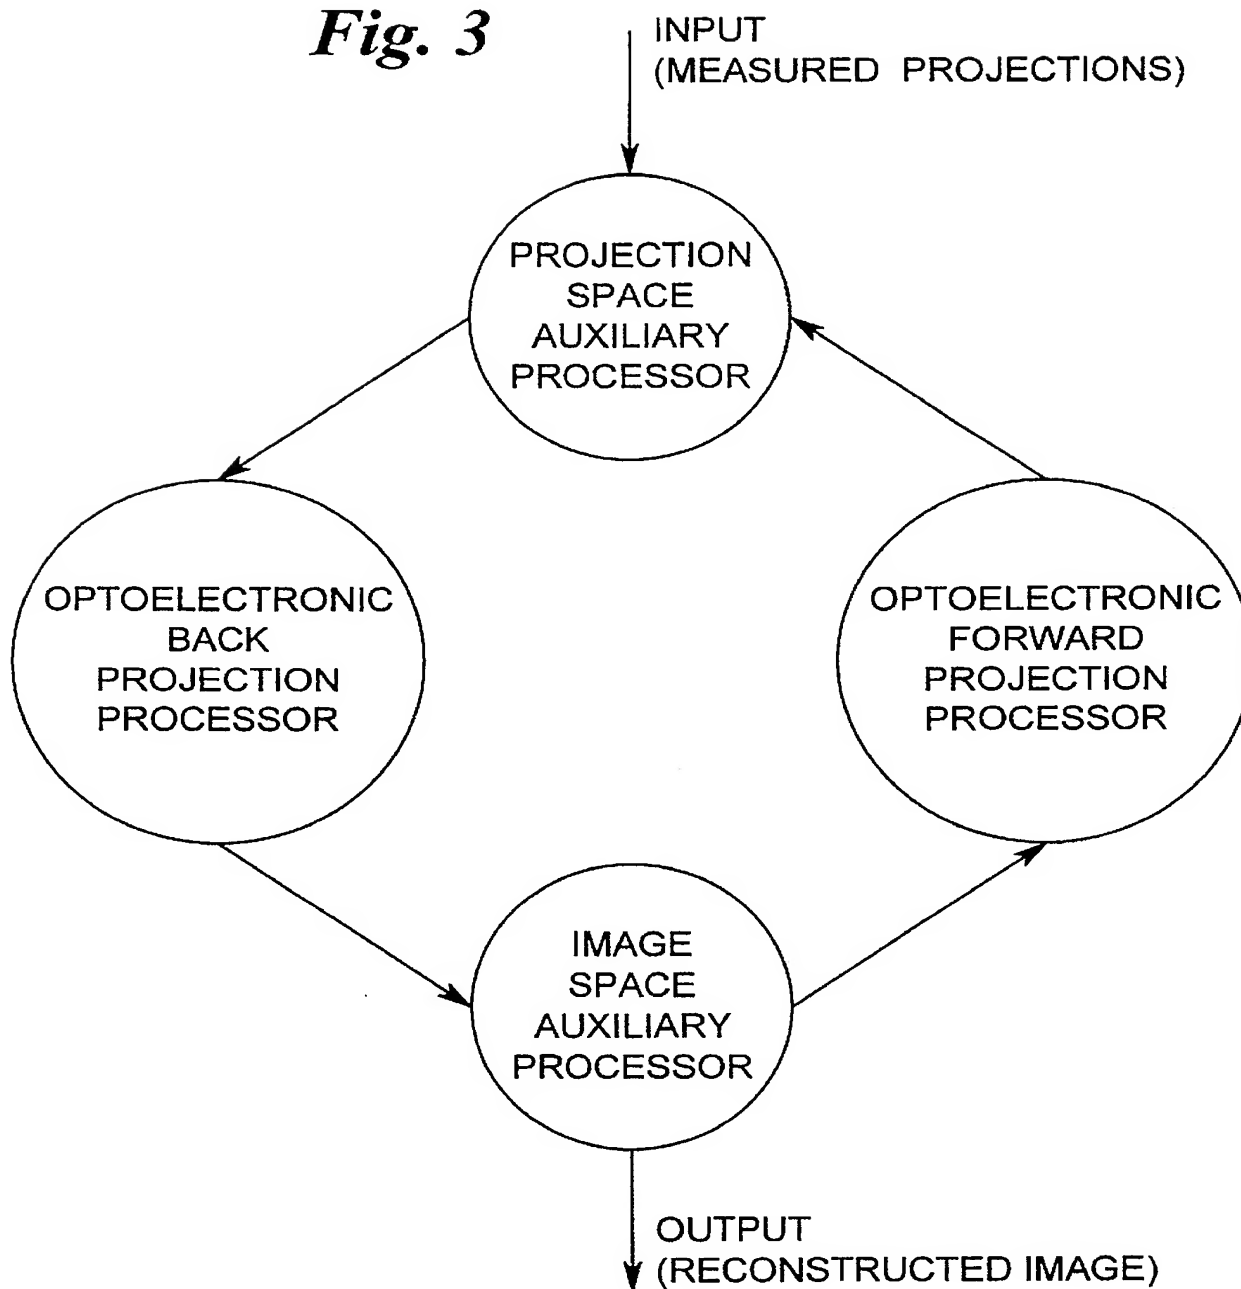 Fig. 3
INPUT
(MEASURED PROJECTIONS)
PROJECTION
SPACE
AUXILIARY
PROCESSOR
OPTOELECTRONIC
BACK
PROJECTION
PROCESSOR
OPTOELECTRONIC
FORWARD
PROJECTION
PROCESSOR
IMAGE
SPACE
AUXILIARY
PROCESSOR
OUTPUT
(RECONSTRUCTED IMAGE)